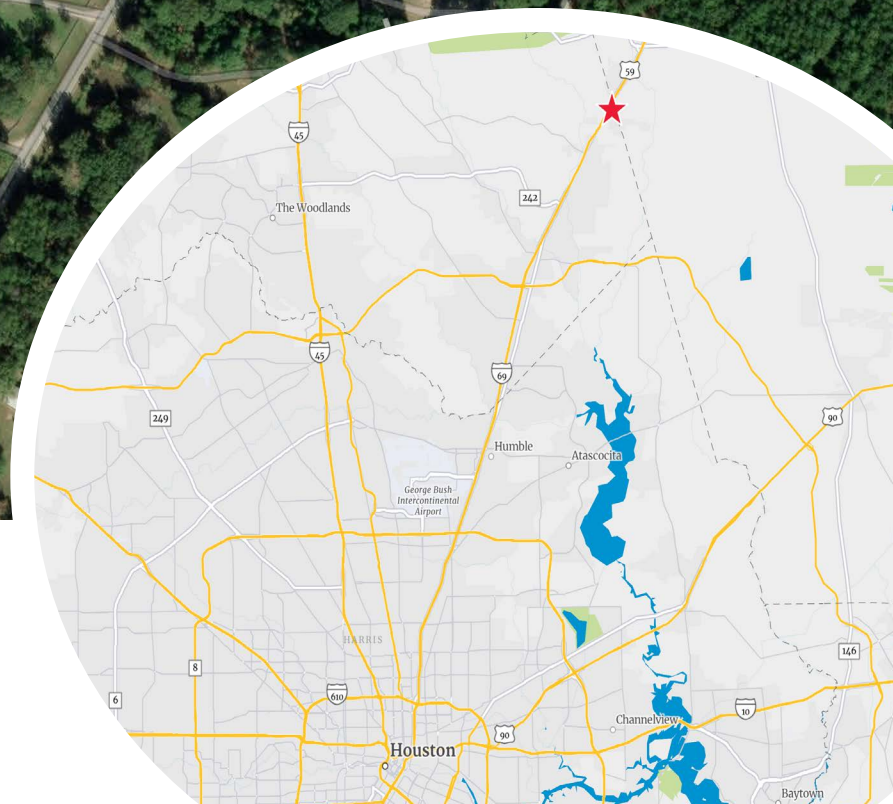 59
45
242
The Woodlands
45
69
249
90
Humble
Atascocita
George Bush
Intercontinental
Airport
HARRIS
146
8
610
6
10
Channelview
90
Houston
Baytown